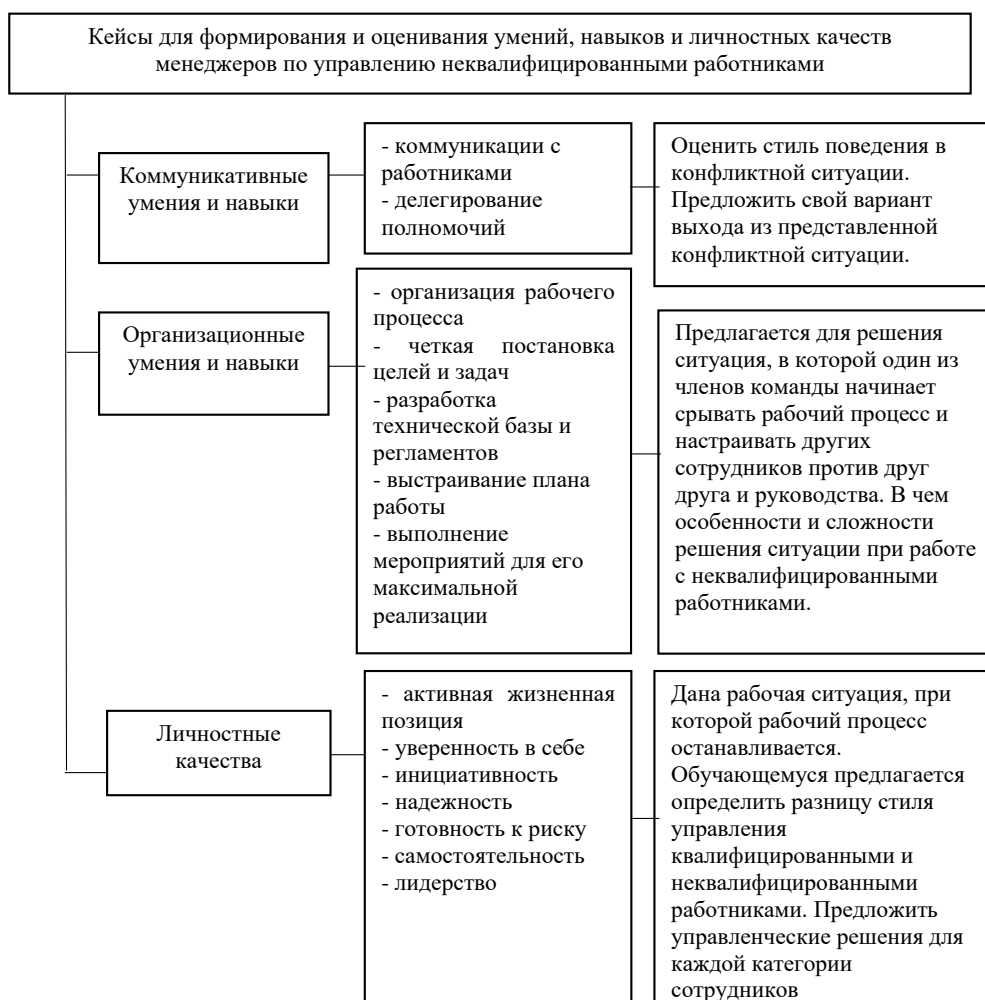 Кейсы для формирования и оценивания умений, навыков и личностных качеств
менеджеров по управлению неквалифицированными работниками
Коммуникативные
умения и навыки
- коммуникации с
работниками
- делегирование
полномочий
Оценить стиль поведения в
конфликтной ситуации.
Предложить свой вариант
выхода из представленной
конфликтной ситуации.
Организационные
умения и навыки
- организация рабочего
процесса
- четкая постановка
целей и задач
- разработка
технической базы и
регламентов
- выстраивание плана
работы
- выполнение
мероприятий для его
максимальной
реализации
Предлагается для решения
ситуация, в которой один из
членов команды начинает
срывать рабочий процесс и
настраивать других
сотрудников против друг
друга и руководства. В чем
особенности и сложности
решения ситуации при работе
с неквалифицированными
работниками.
Личностные
качества
- активная жизненная
позиция
- уверенность в себе
- инициативность
- надежность
- готовность к риску
- самостоятельность
- лидерство
Дана рабочая ситуация, при
которой рабочий процесс
останавливается.
Обучающемуся предлагается
определить разницу стиля
управления
квалифицированными и
неквалифицированными
работниками. Предложить
управленческие решения для
каждой категории
сотрудников